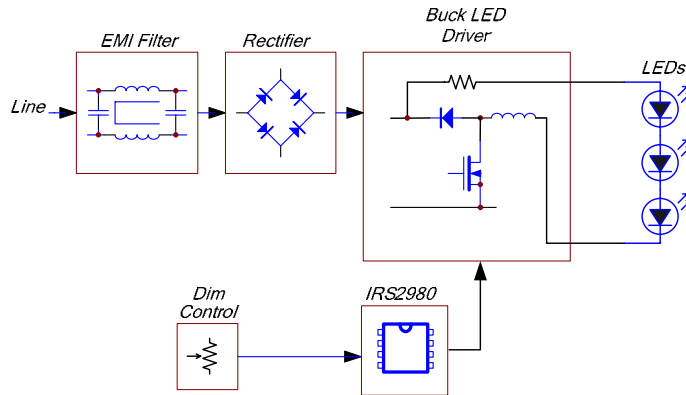 Buck LED
Driver
EMI Filter
Rectifier
LEDs
Line
Dim
Control
IRS2980